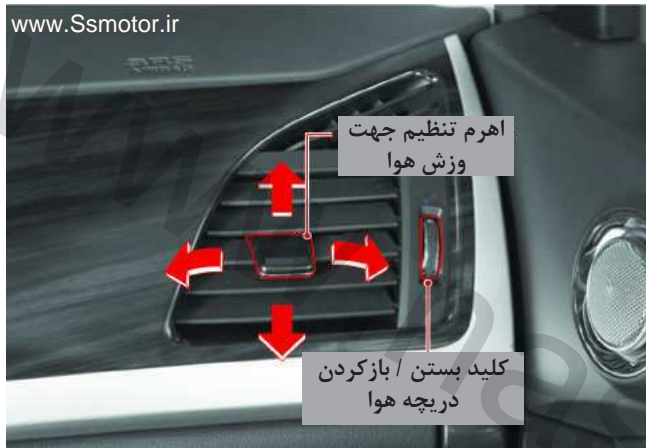 www.Ssmotor.ir
اهرم تنظیم جهت
وزش هوا
کلید بستن / بازکردن
دریچه هوا